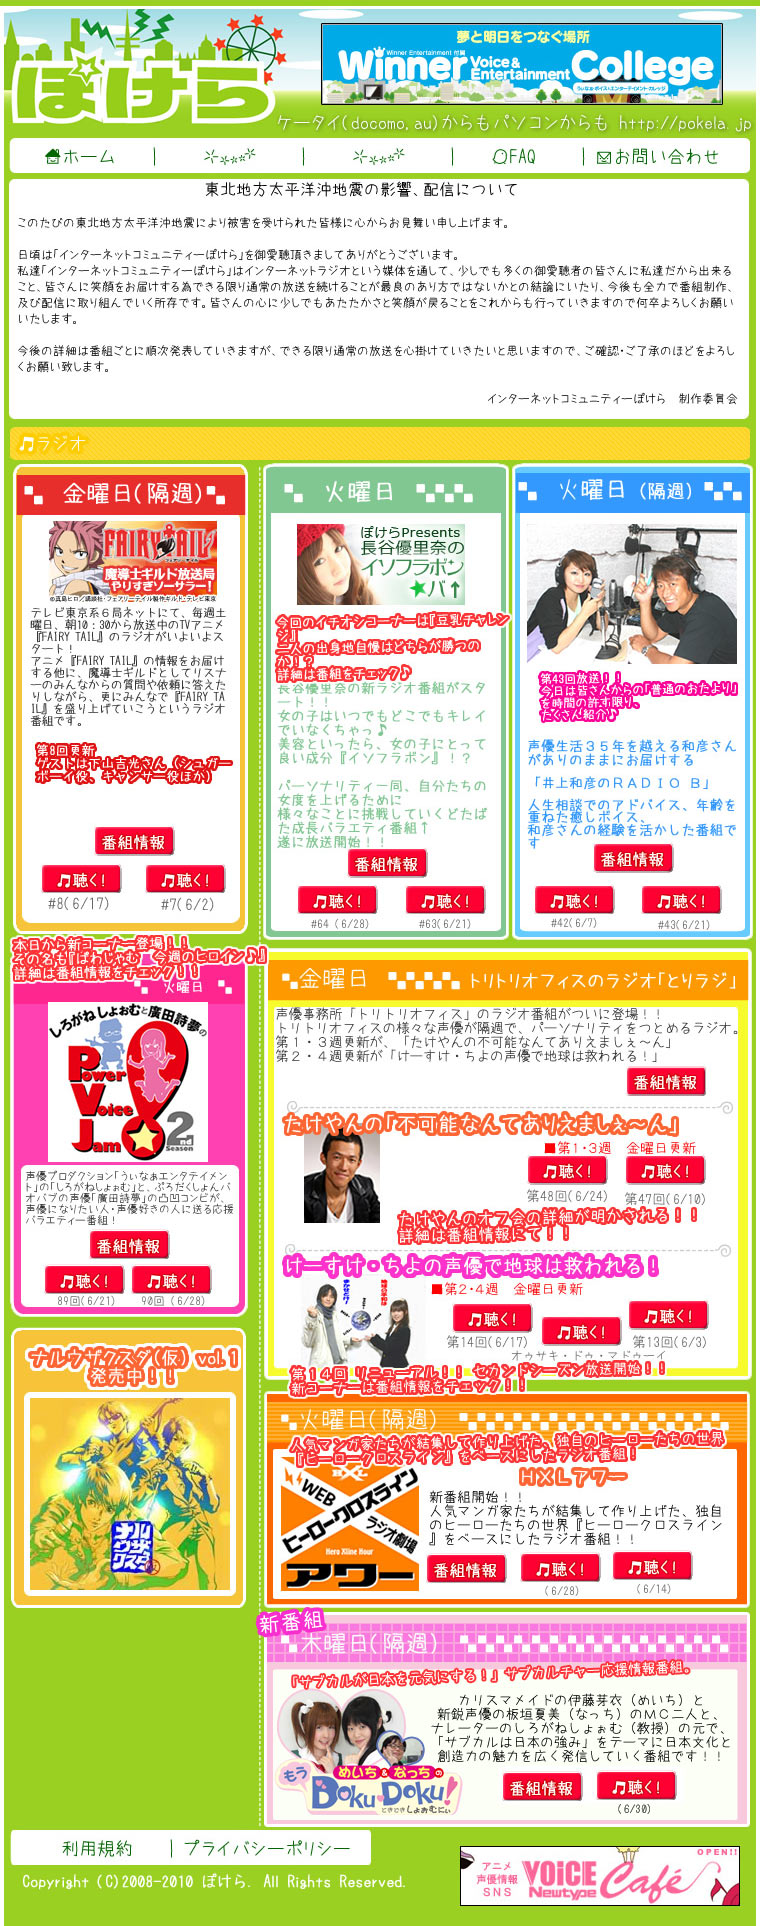 夢と明日をつなぐ場所
Winner Entertainment 付属
Winner Voice & Entertainment College
うぃなぁ ボイス・エンターテイメント・カレッジ
ぽけら
ケータイ(docomo,au)からもパソコンからも http://pokela.jp
ホーム
FAQ
お問い合わせ
東北地方太平洋沖地震の影響、配信について
このたびの東北地方太平洋沖地震により被害を受けられた皆様に心からお見舞い申し上げます。
日頃は「インターネットコミュニティーぽけら」を御愛聴頂きましてありがとうございます。
私達「インターネットコミュニティーぽけら」はインターネットラジオという媒体を通して、少しでも多くの御愛聴者の皆さんに私達だから出来る
こと、皆さんに笑顔をお届けする為できる限り通常の放送を続けることが最良のあり方ではないかとの結論にいたり、今後も全力で番組制作、
及び配信に取り組んでいく所存です。皆さんの心に少しでもあたたかさと笑顔が戻ることをこれからも行っていきますので何卒よろしくお願い
いたします。
今後の詳細は番組ごとに順次発表していきますが、できる限り通常の放送を心掛けていきたいと思いますので、ご確認・ご了承のほどをよろし
くお願い致します。
インターネットコミュニティーぽけら 制作委員会
ラジオ
金曜日(隔週)
FAIRY TAIL
魔導士ギルド放送局
やりすぎソーサラー!
©真島ヒロ/講談社・フェアリーテイル製作ギルド・テレビ東京
テレビ東京系6局ネットにて、毎週土
曜日、朝10:30から放送中のTVアニメ
『FAIRY TAIL』のラジオがいよいよス
タート!
アニメ『FAIRY TAIL』の情報をお届け
する他に、魔導士ギルドとしてリスナ
ーのみんなからの質問や依頼に答えた
りしながら、更にみんなで『FAIRY TA
IL』を盛り上げていこうというラジオ
番組です。
第8回更新
ゲストは下山吉光さん(シュガー
ボーイ役、キャンサー役ほか)
番組情報
聴く!
聴く!
#8(6/17)
#7(6/2)
火曜日
ぽけらPresents
長谷優里奈の
イソフラボン
★バ↑
今回のイチオシコーナーは『豆乳チャレン
ジ』
二人の出身地自慢はどちらが勝つの
か!?
詳細は番組をチェック♪
長谷優里奈の新ラジオ番組がスタ
ート!!
女の子はいつでもどこでもキレイ
でいなくちゃっ♪
美容といったら、女の子にとって
良い成分『イソフラボン』!?
パーソナリティー同、自分たちの
女度を上げるために
様々なことに挑戦していくどたば
た成長バラエティ番組↑
遂に放送開始!!
番組情報
聴く!
聴く!
#64 (6/28)
#63(6/21)
火曜日 (隔週)
第43回放送!!
今日は皆さんからの「普通のおたより」
を時間の許す限り、
たくさん紹介♪
声優生活35年を越える和彦さん
がありのままにお届けする
「井上和彦のRADIO B」
人生相談でのアドバイス、年齢を
重ねた癒しボイス、
和彦さんの経験を活かした番組で
す
番組情報
聴く!
聴く!
#42(6/7)
#43(6/21)
本日から新コーナー登場!!
今週のヒロイン♪』
詳細は番組情報をチェック!!
火曜日
しろがねしょおむと廣田詩夢の
Power Voice Jam!
2nd Season
声優プロダクション「うぃなぁエンタテイメン
ト」の「しろがねしょぉむ」と、ぷろだくしょんバ
オバブの声優「廣田詩夢」の凸凹コンビが、
声優になりたい人・声優好きの人に送る応援
バラエティー番組!
番組情報
聴く!
聴く!
89回(6/21)
90回 (6/28)
金曜日
トリトリオフィスのラジオ「とりラジ」
声優事務所「トリトリオフィス」のラジオ番組がついに登場!!
トリトリオフィスの様々な声優が隔週で、パーソナリティをつとめるラジオ。
第1・3週更新が、「たけやんの不可能なんてありえましぇ〜ん」
第2・4週更新が「けーすけ・ちよの声優で地球は救われる!」
番組情報
たけやんの「不可能なんてありえましぇ〜ん」
■第1・3週 金曜日更新
聴く!
聴く!
第48回(6/24)
第47回(6/10)
たけやんのオフ会の詳細が明かされる!!
詳細は番組情報にて!!
けーすけ・ちよの声優で地球は救われる!
■第2・4週 金曜日更新
聴く!
聴く!
聴く!
第14回(6/17)
第13回(6/3)
オゥサキ・ドゥ・マドゥーイ
第14回 リニューアル!! セカンドシーズン放送開始!!
新コーナーは番組情報をチェック!!
ナルウザクスダ(仮) vol.1
発売中!!
火曜日(隔週)
人気マンガ家たちが結集して作り上げた、独自のヒーローたちの世界
『ヒーロークロスライン』をベースにしたラジオ番組!
HXL
WEB
ヒーロークロスライン
ラジオ劇場
Hero Xline Hour
アワー
HXLアワー
新番組開始!!
人気マンガ家たちが結集して作り上げた、独自
のヒーローたちの世界『ヒーロークロスライン
』をベースにしたラジオ番組!!
番組情報
聴く!
聴く!
(6/28)
(6/14)
新番組
木曜日(隔週)
「サブカルが日本を元気にする!」サブカルチャー応援情報番組。
もう
めいち&なっちの
DOKU DOKU!
ときどきしょおむにぃ
カリスマメイドの伊藤芽衣(めいち)と
新鋭声優の板垣夏美(なっち)のMC二人と、
ナレーターのしろがねしょぉむ(教授)の元で、
「サブカルは日本の強み」をテーマに日本文化と
創造力の魅力を広く発信していく番組です!!
番組情報
聴く!
(6/30)
利用規約
プライバシーポリシー
Copyright (C)2008-2010 ぽけら. All Rights Reserved.
アニメ
声優情報
SNS
VOiCE Newtype Café
OPEN!!